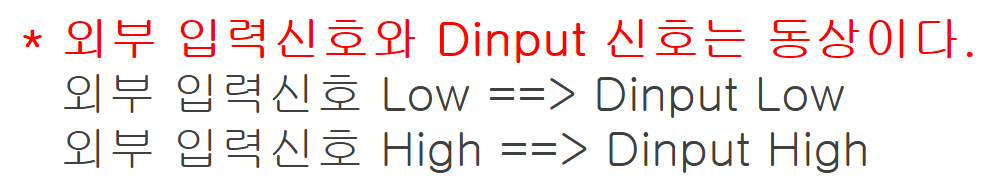 * 외부 입력신호와 Dinput 신호는 동상이다.
외부 입력신호 Low ==> Dinput Low
외부 입력신호 High ==> Dinput High